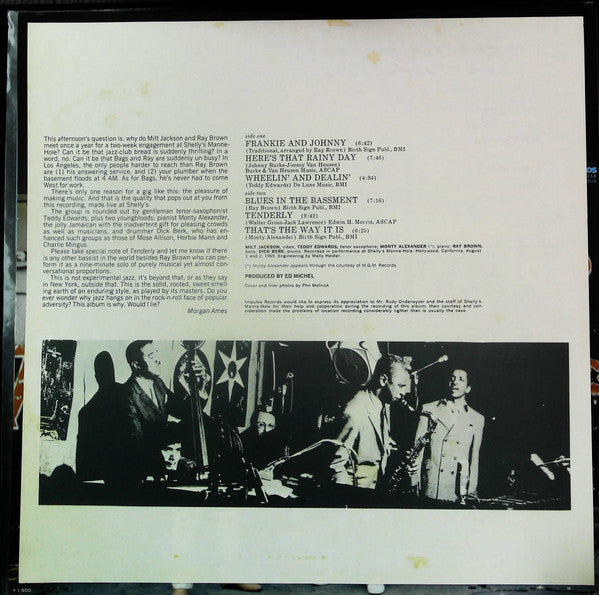 This afternoon's question is: why do Milt Jackson and Ray Brown
meet once a year for a two-week engagement at Shelly's Manne-
Hole? Can it be that jazz-club bread is suddenly thrilling? In a
word, no. Can it be that Bags and Ray are suddenly un-busy? In
Los Angeles, the only people harder to reach than Ray Brown
are (1) his answering service, and (2) your plumber when the
basement floods at 4 AM. As for Bags, he's never had to come
West for work.
There's only one reason for a gig like this: the pleasure of
making music. And that is the quality that pops out at you from
this recording, made live at Shelly's.
The group is rounded out by gentleman tenor-saxophonist
Teddy Edwards, plus two youngbloods: pianist Monty Alexander,
the jolly Jamaican with the inadvertent gift for pleasing crowds
as well as musicians, and drummer Dick Berk, who has en
hanced such groups as those of Mose Allison, Herbie Mann and
Charlie Mingus.
Please take special note of Tenderly and let me know if there
is any other bassist in the world besides Ray Brown who can per-
form it as a nine-minute solo of purely musical yet almost con-
versational proportions.
This is not experimental jazz. It's beyond that, or as they say
in New York, outside that. This is the solid, rooted, sweet-smell-
ing earth of an enduring style, as played by its masters. Do you
ever wonder why jazz hangs on in the rock-n-roll face of popular
adversity? This album is why. Would I lie?
Morgan Ames
side one
FRANKIE AND JOHNNY (6:42)
(Traditional, arranged by Ray Brown) Birth Sign Publ., BMI
HERE'S THAT RAINY DAY (7:46)
(Johnny Burke-Jimmy Van Heusen)
Burke & Van Heusen Music, ASCAP
WHEELIN' AND DEALIN' (4:34)
(Teddy Edwards) De Luxe Music, BMI
side two
BLUES IN THE BASSMENT (7:16)
(Ray Brown) Birth Sign Publ., BMI
TENDERLY (9:42)
(Walter Gross-Jack Lawrence) Edwin H. Morris, ASCAP
THAT'S THE WAY IT IS (6:25)
(Monty Alexander) Birth Sign Publ., BMI
MILT JACKSON, vibes, TEDDY EDWARDS, tenor saxophone, MONTY ALEXANDER (*), piano; RAY BROWN,
bass; DICK BERK, drums. Recorded in performance at Shelly's Manne-Hole, Hollywood, California, August
1 and 2, 1969. Engineering by Wally Heider.
(*) Monty Alexander appears through the courtesy of M.G.M. Records
PRODUCED BY ED MICHEL
Cover and liner photos by Phil Melnick
Impulse Records would like to express its appreciation to Mr. Rudy Onderwyzer and the staff of Shelly's
Manne-Hole for their help and cooperation during the recording of this album; their courtesy and con-
sideration made the problems of location recording considerably lighter than is usually the case.
¥1,500